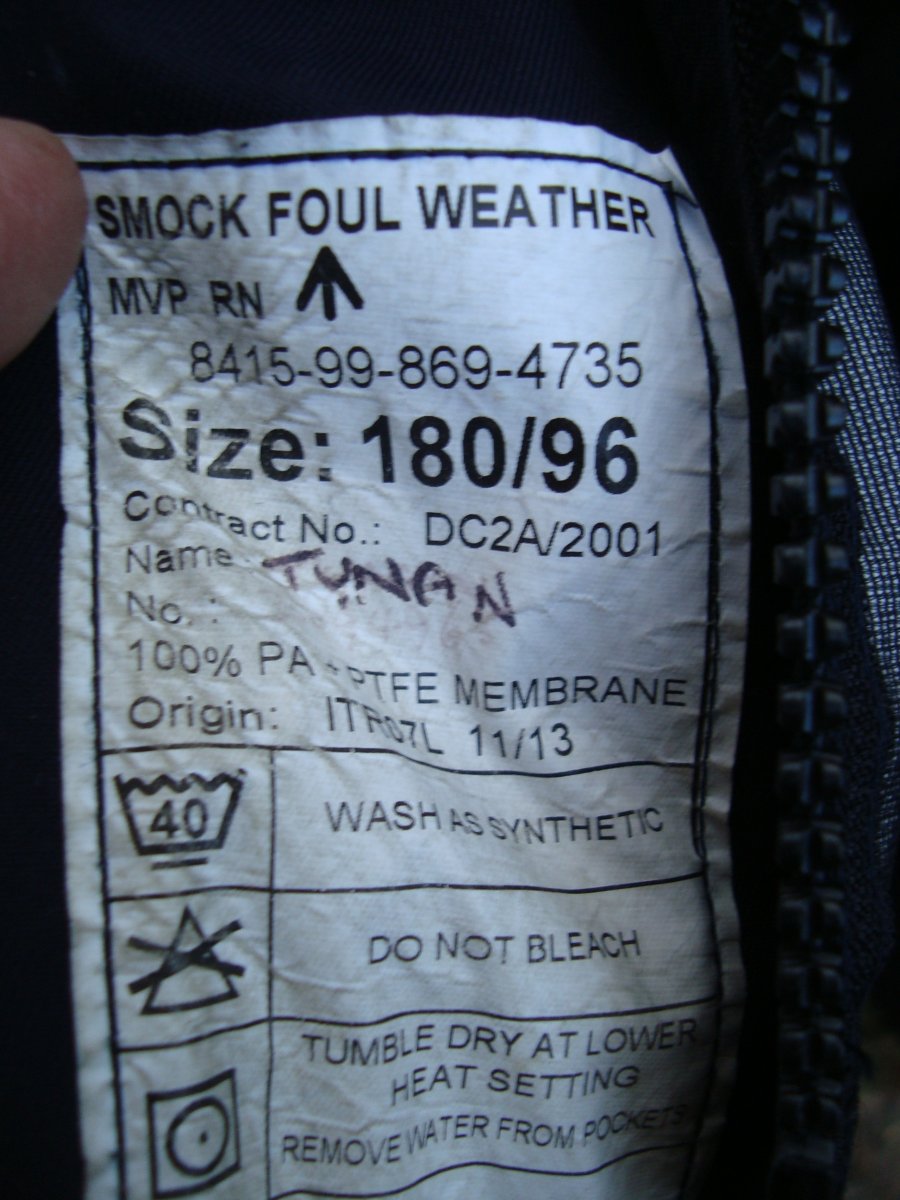 SMOCK FOUL WEATHER
MVP RN
8415-99-869-4735
Size: 180/96
Contract No.: DC2A/2001
Name: TUNAN
No. :
100% PA + PTFE MEMBRANE
Origin: ITR07L 11/13
40 WASH AS SYNTHETIC
DO NOT BLEACH
TUMBLE DRY AT LOWER
HEAT SETTING
REMOVE WATER FROM POCKETS